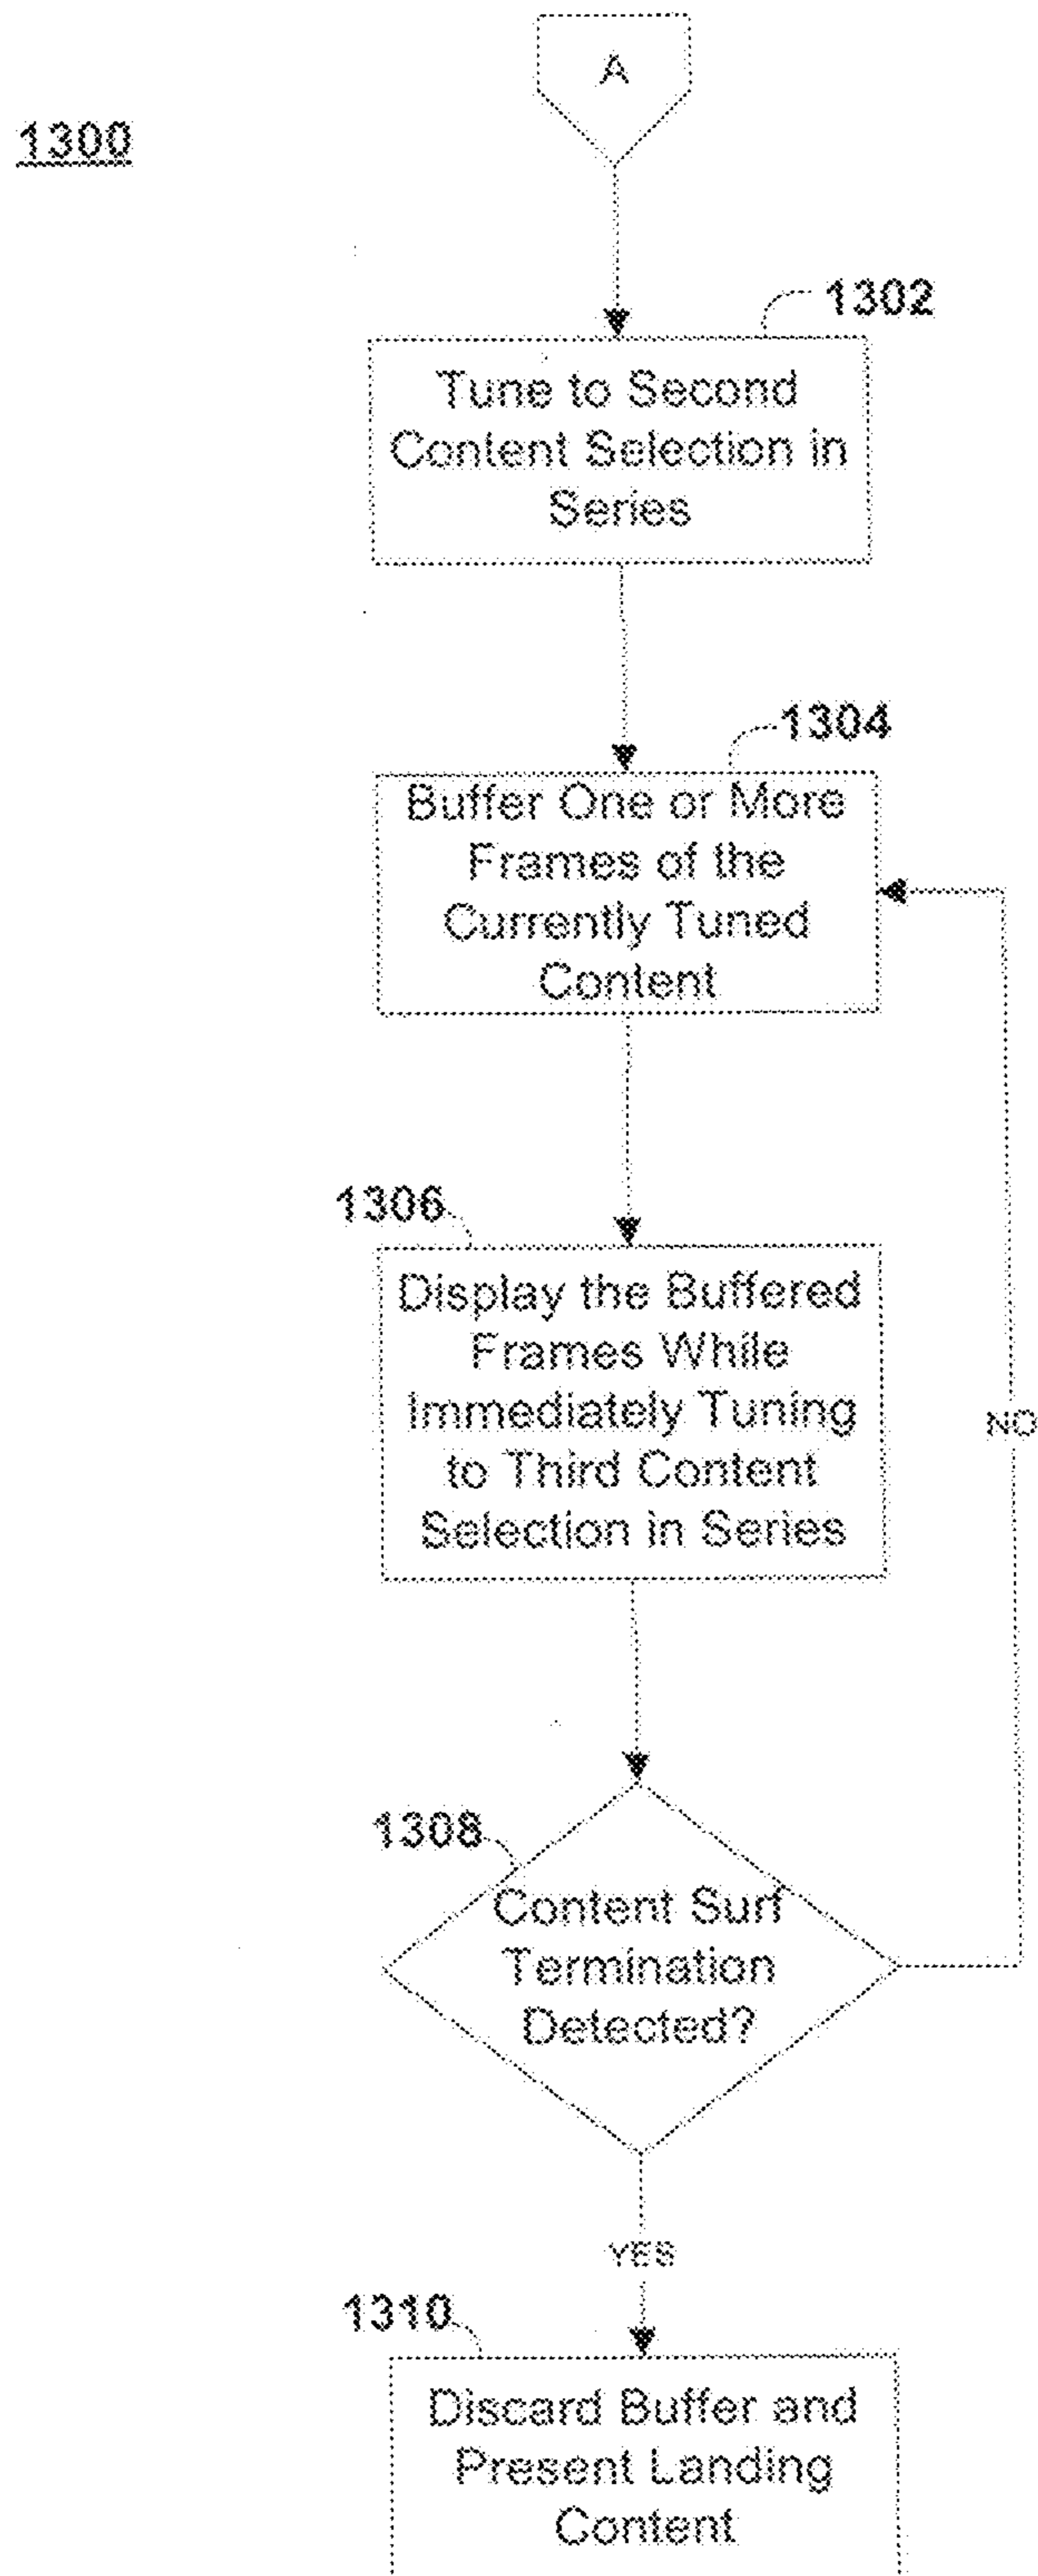 A
1300
1302
Tune to Second
Content Selection in
Series
1304
Buffer One or More
Frames of the
Currently Tuned
Content
1306
Display the Buffered
Frames While
Immediately Tuning
to Third Content
Selection in Series
NO
1308
Content Surf
Termination
Detected?
YES
1310
Discard Buffer and
Present Landing
Content